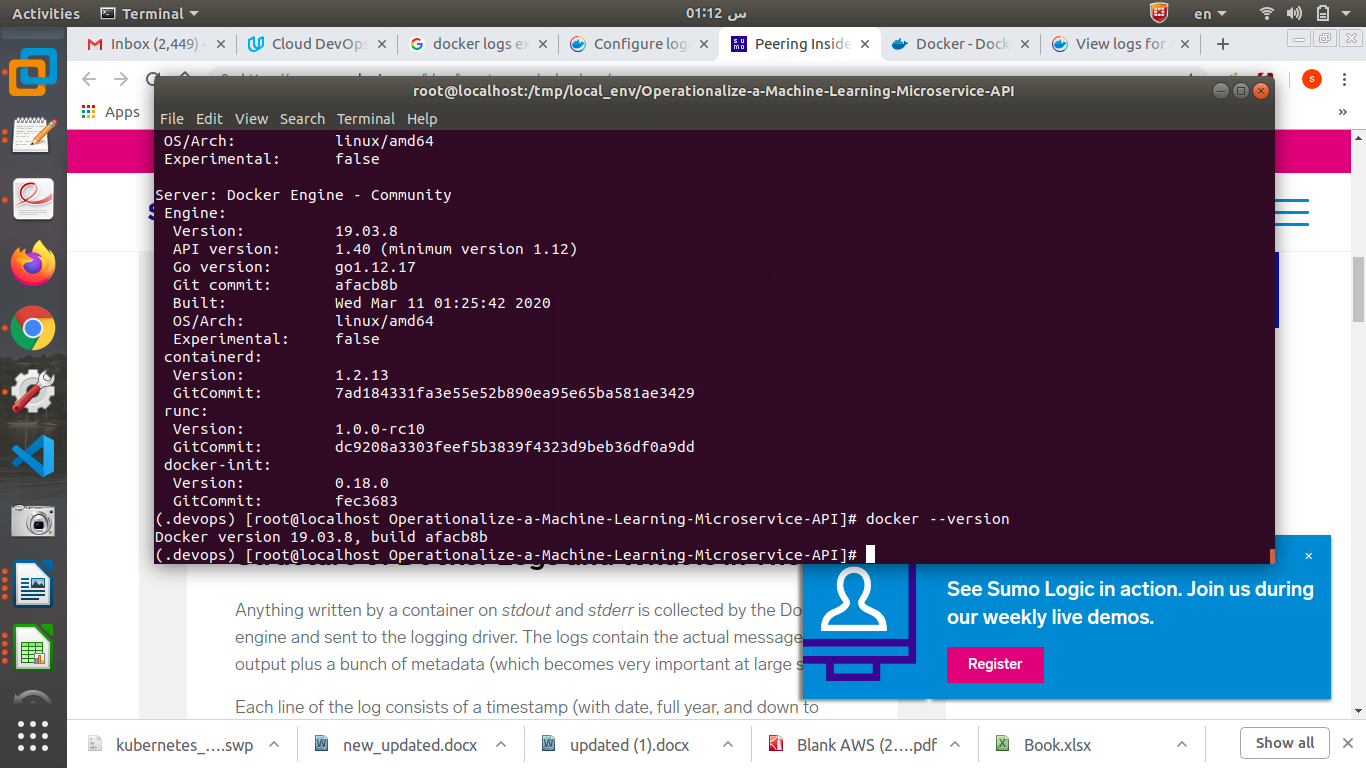 Activities
Terminal
01:12 س
en
Inbox (2,449)
Cloud DevOps
docker logs ex
Configure log
sumo
Peering Inside
Docker - Dock
View logs for
S
Apps
»
root@localhost:/tmp/local_env/Operationalize-a-Machine-Learning-Microservice-API
File Edit View Search Terminal Help
OS/Arch: linux/amd64
Experimental: false
Server: Docker Engine - Community
Engine:
Version: 19.03.8
API version: 1.40 (minimum version 1.12)
Go version: go1.12.17
Git commit: afacb8b
Built: Wed Mar 11 01:25:42 2020
OS/Arch: linux/amd64
Experimental: false
containerd:
Version: 1.2.13
GitCommit: 7ad184331fa3e55e52b890ea95e65ba581ae3429
runc:
Version: 1.0.0-rc10
GitCommit: dc9208a3303feef5b3839f4323d9beb36df0a9dd
docker-init:
Version: 0.18.0
GitCommit: fec3683
(.devops) [root@localhost Operationalize-a-Machine-Learning-Microservice-API]# docker --version
Docker version 19.03.8, build afacb8b
(.devops) [root@localhost Operationalize-a-Machine-Learning-Microservice-API]#
Anything written by a container on stdout and stderr is collected by the Do
engine and sent to the logging driver. The logs contain the actual message
output plus a bunch of metadata (which becomes very important at large s
Each line of the log consists of a timestamp (with date, full year, and down to
See Sumo Logic in action. Join us during
our weekly live demos.
Register
kubernetes_....swp
new_updated.docx
updated (1).docx
Blank AWS (2....pdf
Book.xlsx
Show all